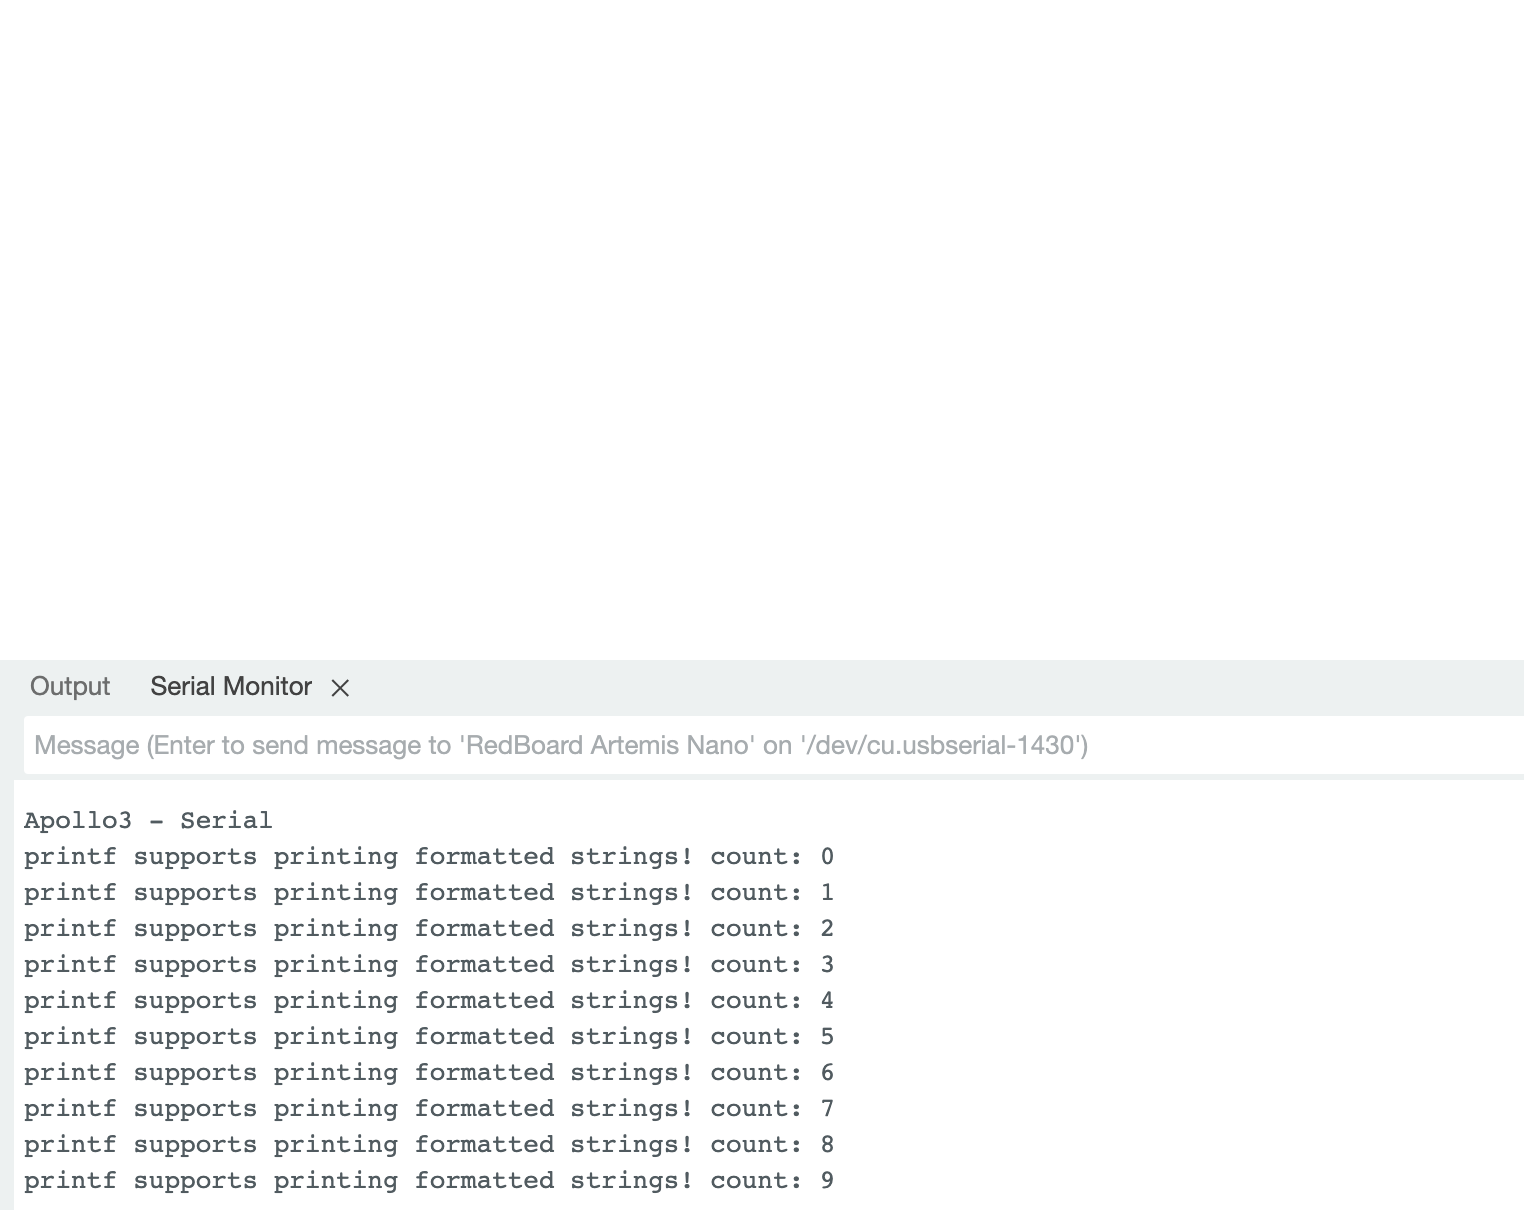 Output Serial Monitor
Message (Enter to send message to 'RedBoard Artemis Nano' on '/dev/cu.usbserial-1430')
Apollo3 - Serial
printf supports printing formatted strings! count: 0
printf supports printing formatted strings! count: 1
printf supports printing formatted strings! count: 2
printf supports printing formatted strings! count: 3
printf supports printing formatted strings! count: 4
printf supports printing formatted strings! count: 5
printf supports printing formatted strings! count: 6
printf supports printing formatted strings! count: 7
printf supports printing formatted strings! count: 8
printf supports printing formatted strings! count: 9